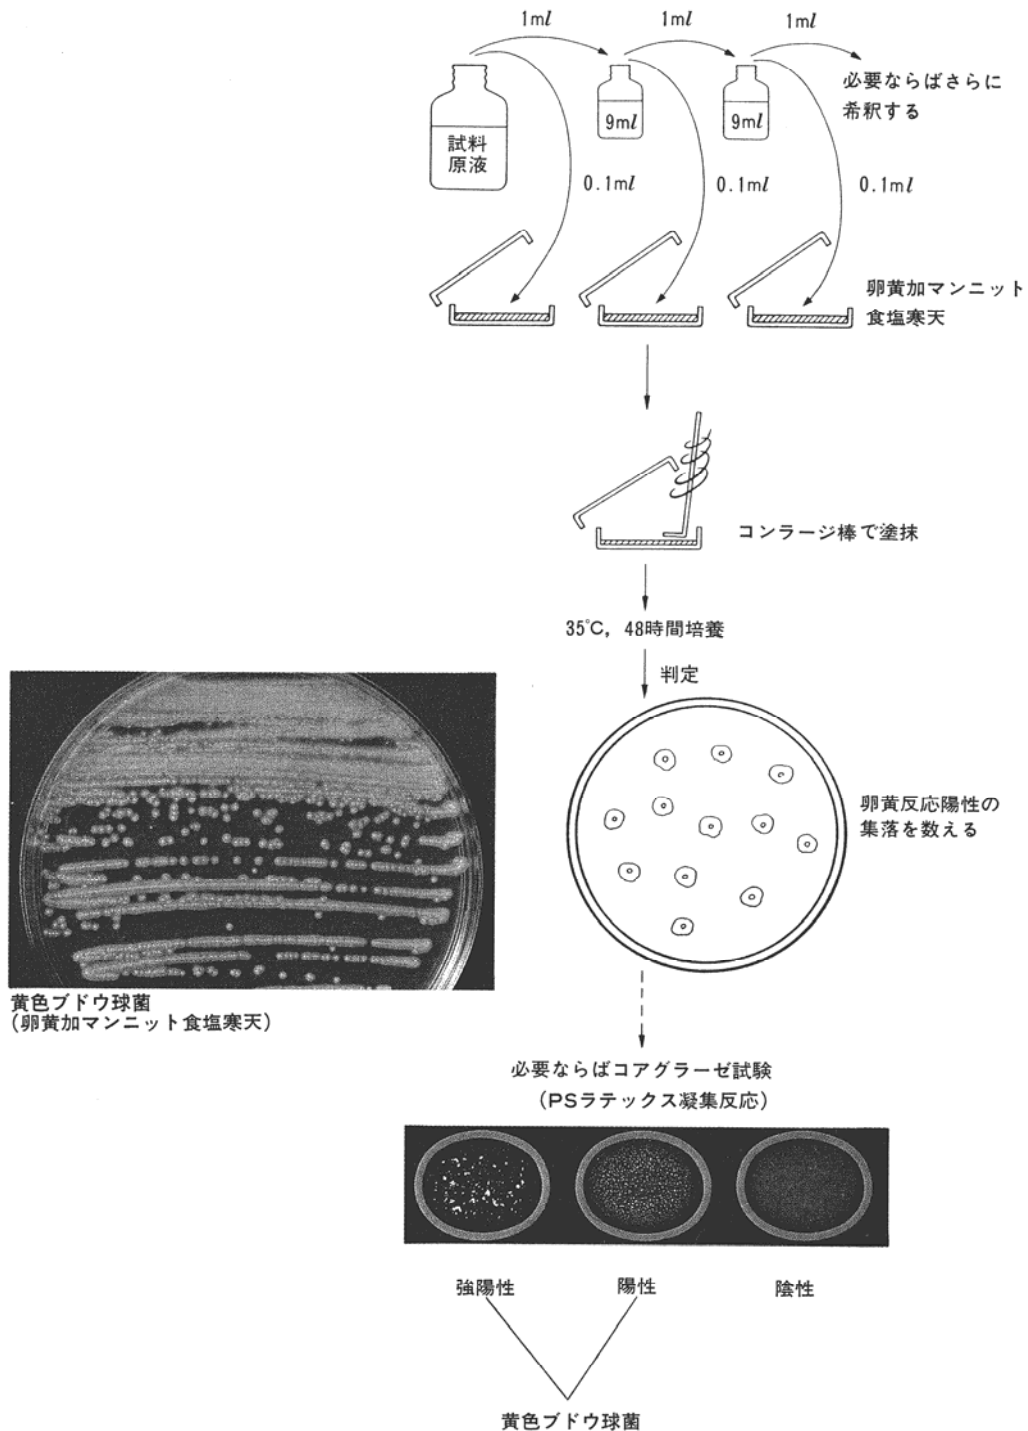 1ml
1ml
1ml
必要ならばさらに
希釈する
試料
原液
9ml
9ml
0.1ml
0.1ml
0.1ml
卵黄加マンニット
食塩寒天
コンラージ棒で塗抹
35℃, 48時間培養
判定
卵黄反応陽性の
集落を数える
黄色ブドウ球菌
(卵黄加マンニット食塩寒天)
必要ならばコアグラーゼ試験
(PSラテックス凝集反応)
強陽性
陽性
陰性
黄色ブドウ球菌